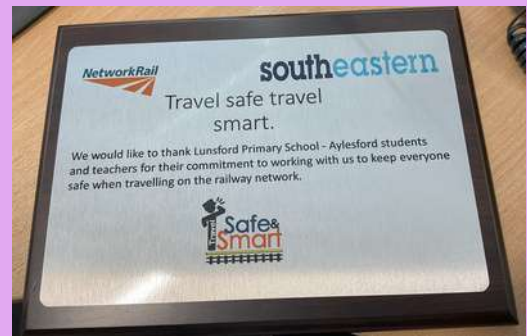 NetworkRail
southeastern
Travel safe travel
smart.
We would like to thank Lunsford Primary School - Aylesford students
and teachers for their commitment to working with us to keep everyone
safe when travelling on the railway network.
Travel
Safe&
Smart